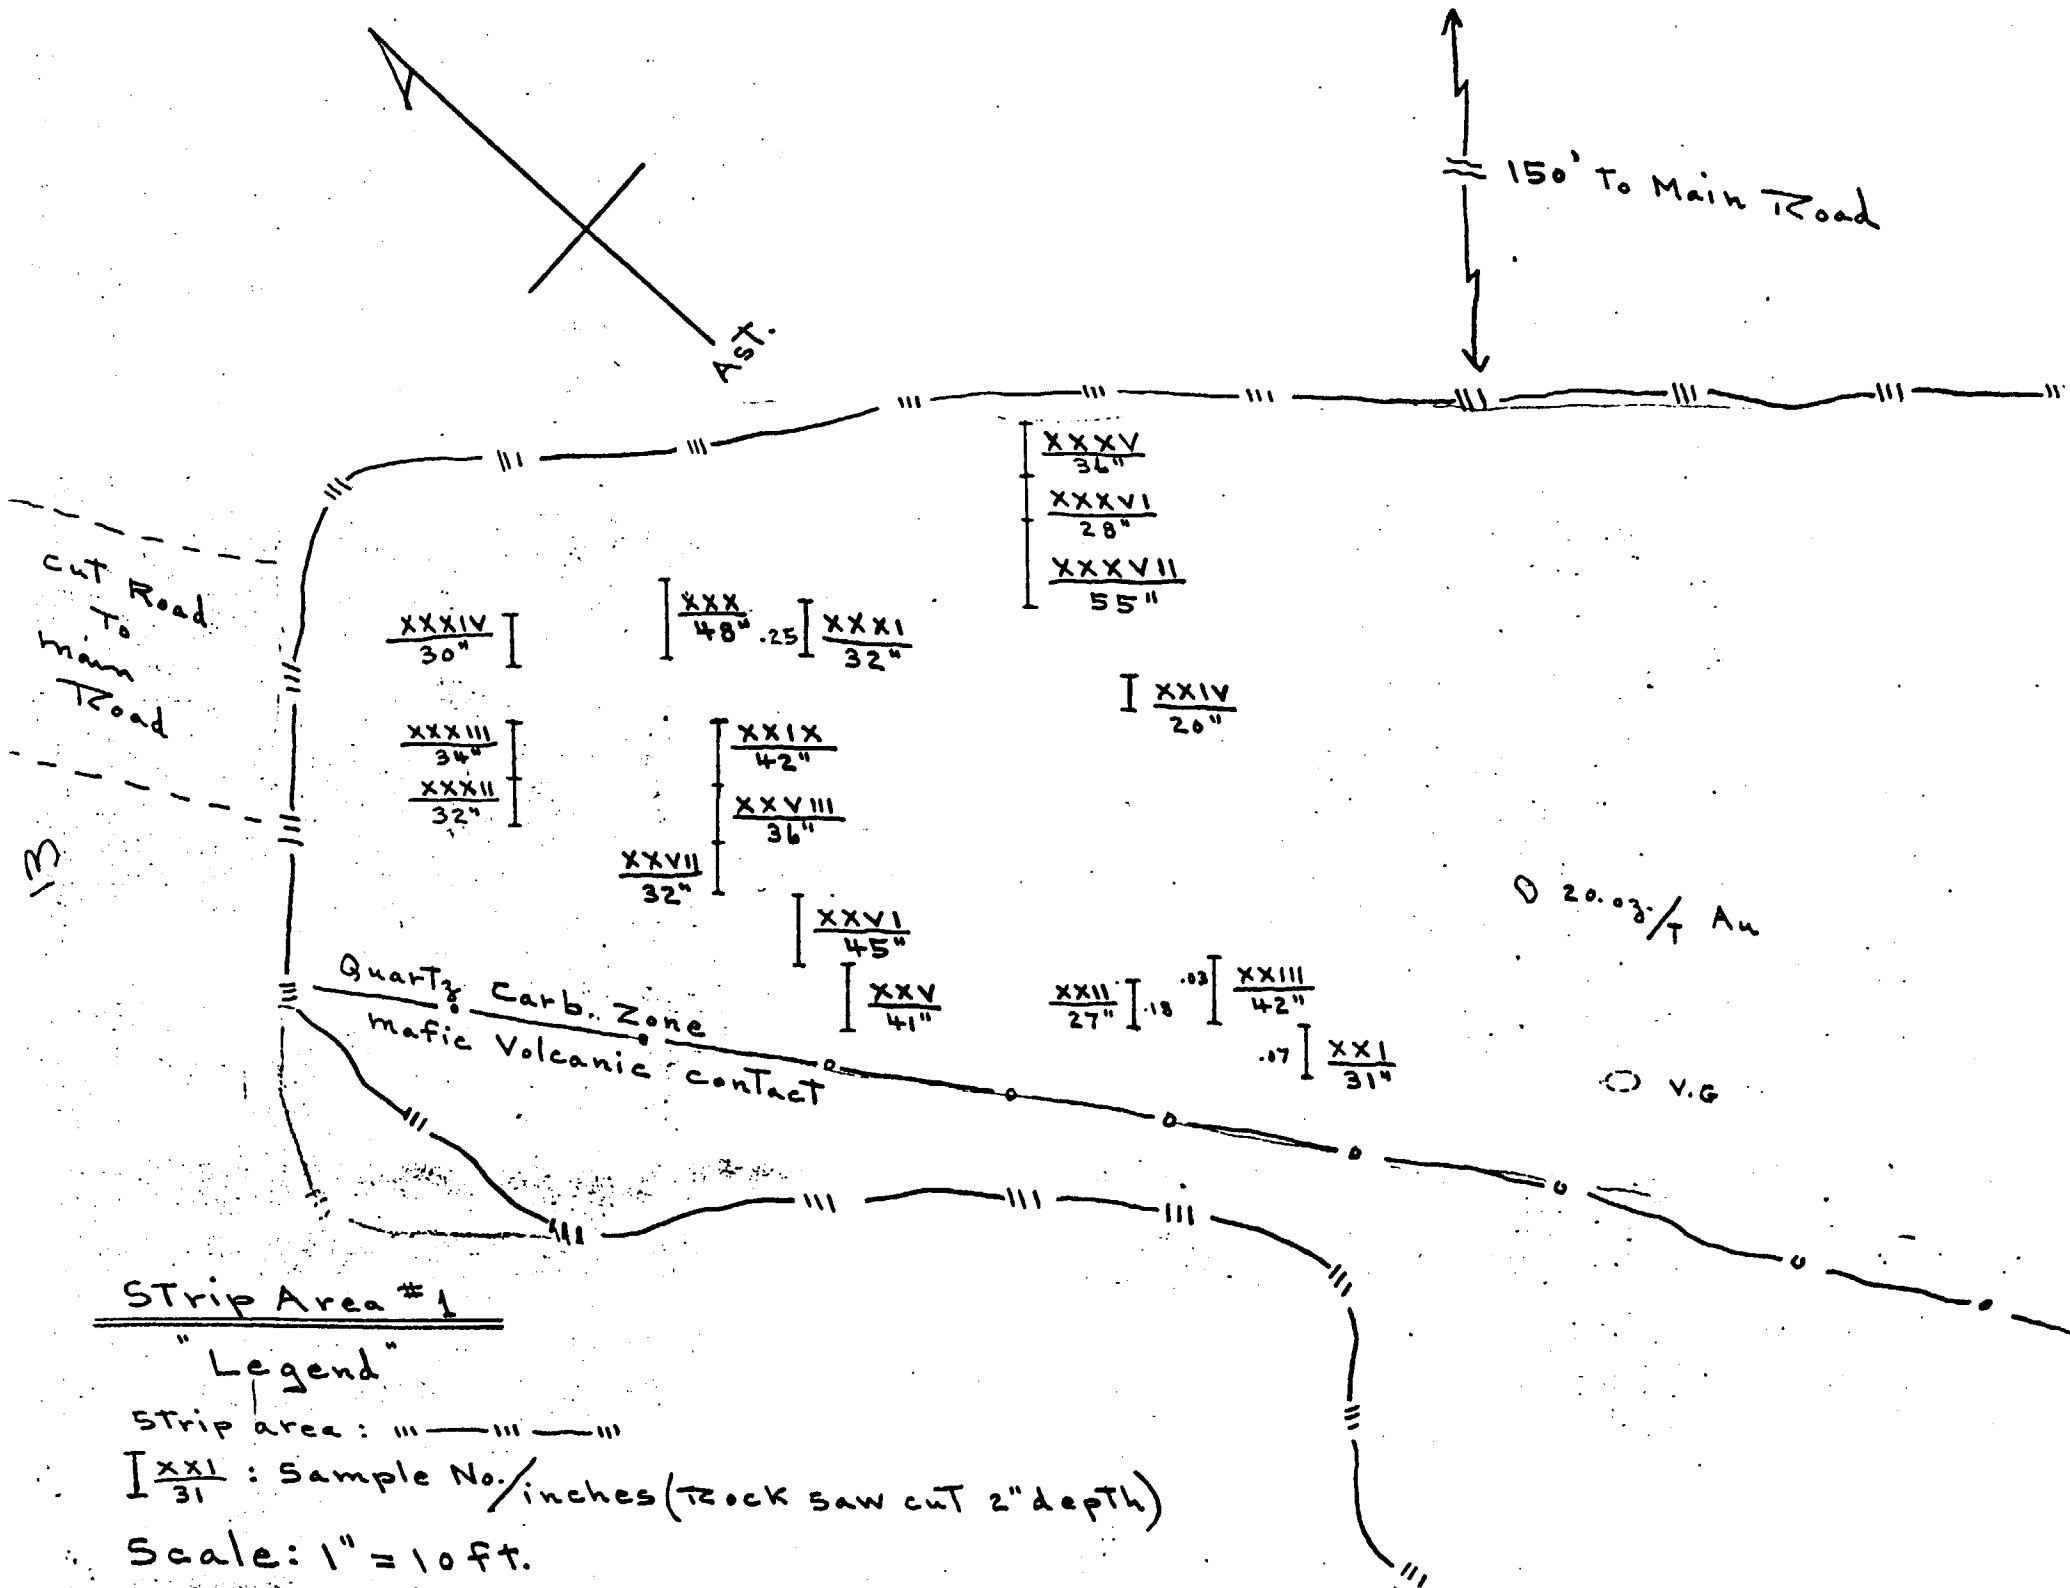 Ast.
150' To Main Road
XXXV
36"
XXXVI
28"
XXXVII
55"
Cut Road
To
main
Road
XXXIV
30"
XXX
48"
.25
XXXI
32"
XXIV
20"
XXXIII
34"
XXXII
32"
XXIX
42"
XXVIII
36"
XXVII
32"
13
XXVI
45"
20.oz./T Au
XXV
41"
XXII
27"
.18
.03
XXIII
42"
.07
XXI
31"
V.G
Quartz Carb. Zone
Mafic Volcanic contact
STrip Area #1
"Legend"
STrip area:
XXI
31
: Sample No./inches (Rock saw cut 2" depth)
Scale: 1" = 10 ft.